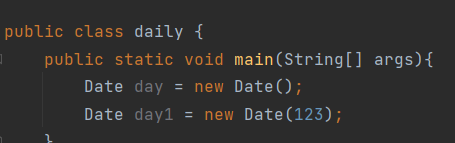 public class daily {
public static void main(String[] args){
Date day = new Date();
Date day1 = new Date(123);
}